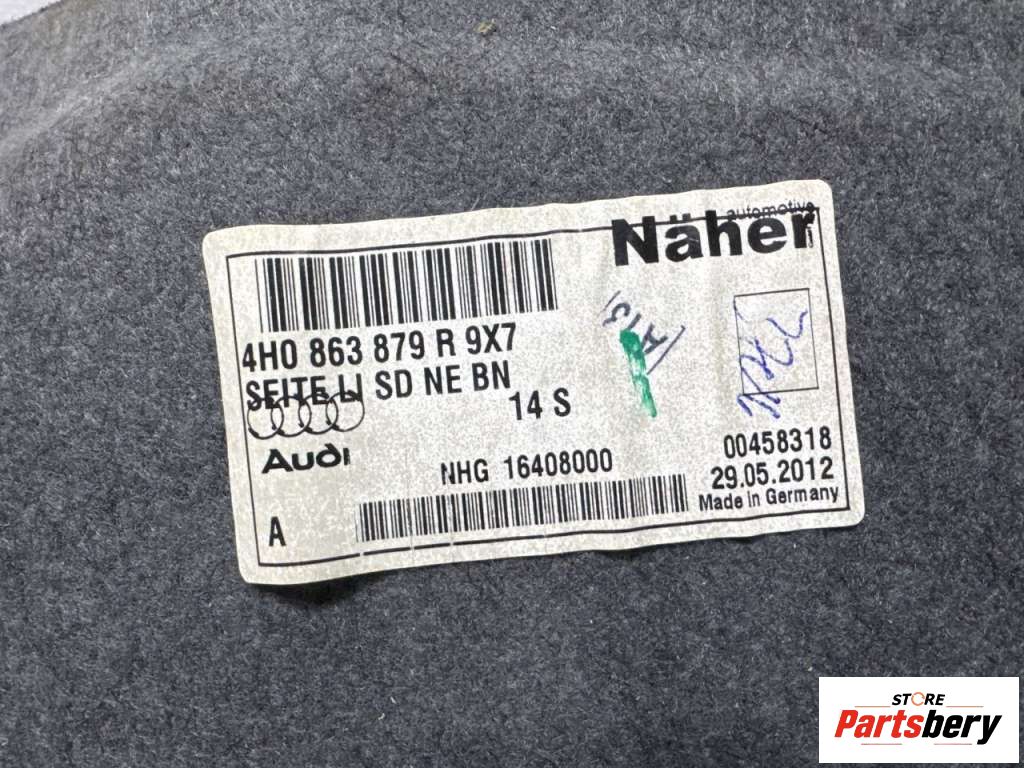 automotive
Näher
4H0 863 879 R 9X7
SEITE LI SD NE BN
14 S
Audi
NHG 16408000
00458318
29.05.2012
Made in Germany
A
STORE
Partsbery